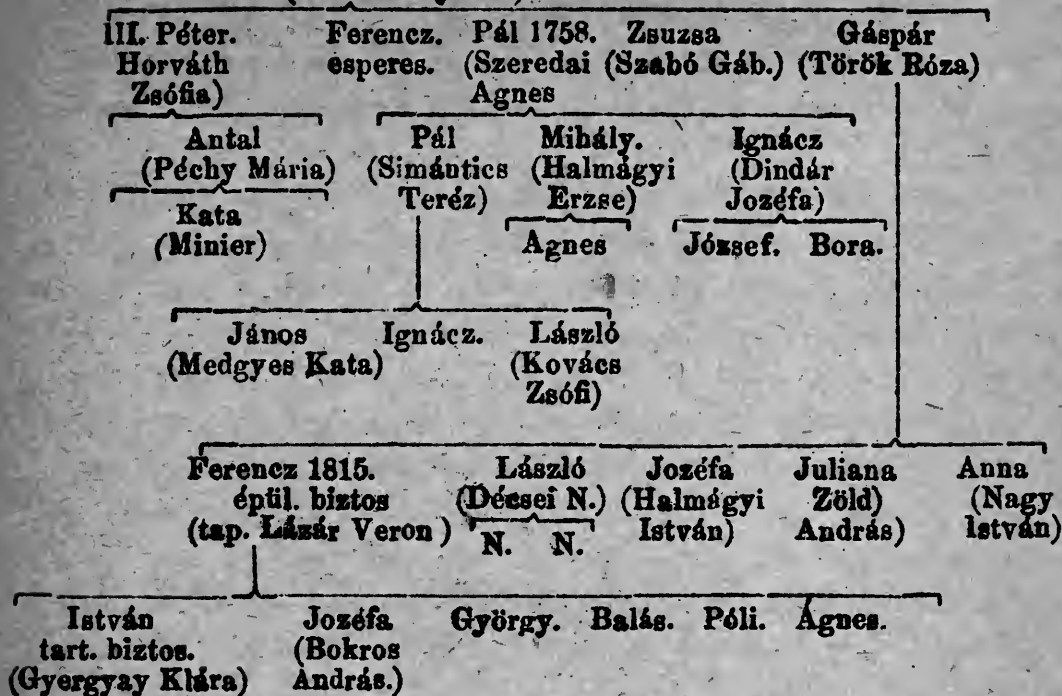 III. Péter. Ferencz. Pál 1758. Zsuzsa Gáspár
Horváth esperes. (Szeredai (Szabó Gáb.) (Török Róza)
Zsófia) Agnes
Antal Pál Mihály. Ignácz
(Péchy Mária) (Simántics (Halmágyi (Dindár
Teréz) Erzse) Jozéfa)
Kata Agnes József. Bora.
(Minier)
János Ignácz. László
(Medgyes Kata) (Kovács
Zsófi)
Ferencz 1815. László Jozéfa Juliana Anna
épül. biztos (Décsei N.) (Halmágyi Zöld) (Nagy
(tap. Lázár Veron) N. N. István) András) István)
István Jozéfa György. Balás. Póli. Ágnes.
tart. biztos. (Bokros
(Gyergyay Klára) András.)